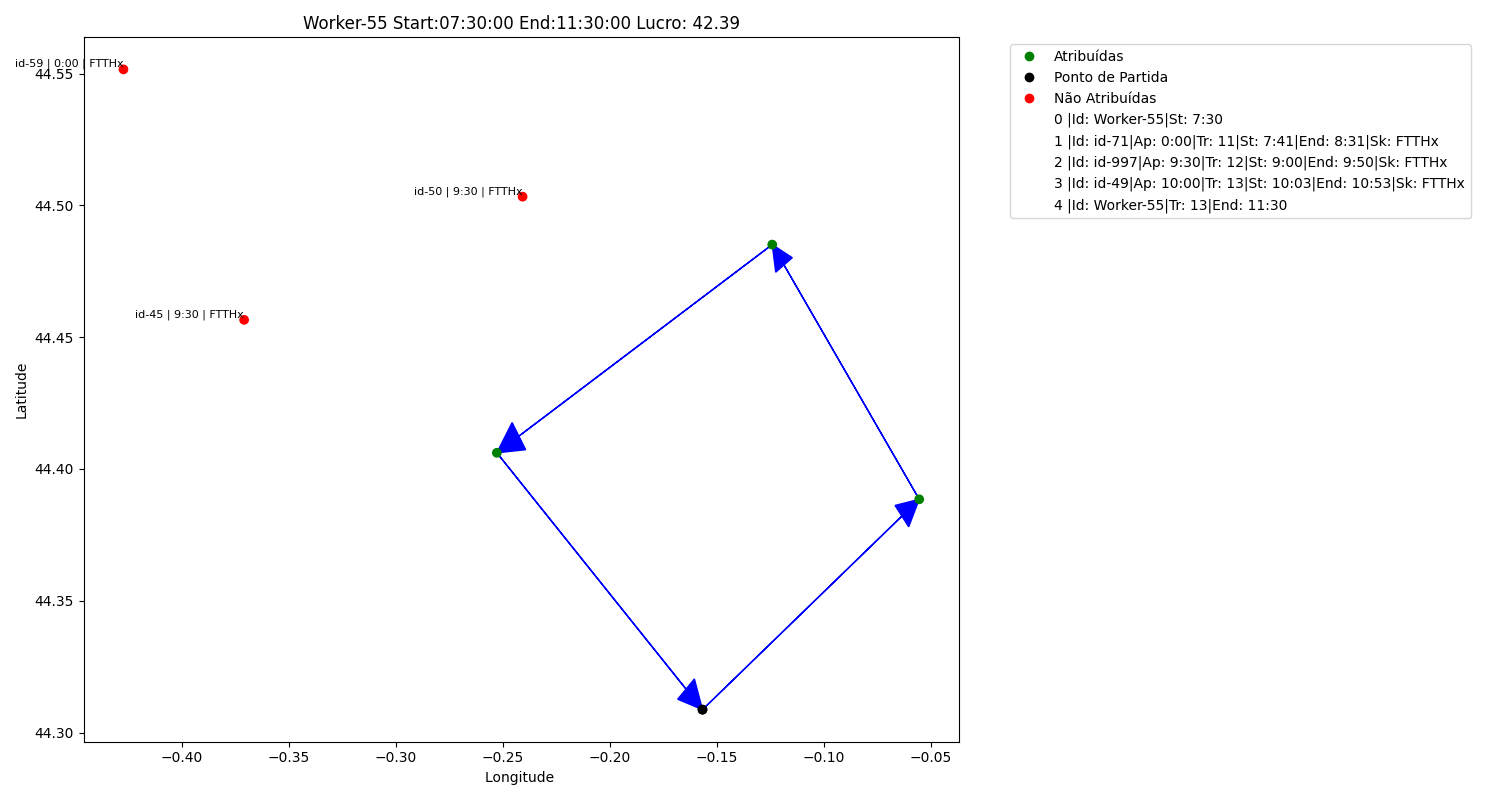 Worker-55 Start:07:30:00 End:11:30:00 Lucro: 42.39
id-59 | 0:00 | FTTHx
id-50 | 9:30 | FTTHx
id-45 | 9:30 | FTTHx
44.55
44.50
44.45
44.40
44.35
44.30
Latitude
−0.40
−0.35
−0.30
−0.25
−0.20
−0.15
−0.10
−0.05
Longitude
Atribuídas
Ponto de Partida
Não Atribuídas
0 |Id: Worker-55|St: 7:30
1 |Id: id-71|Ap: 0:00|Tr: 11|St: 7:41|End: 8:31|Sk: FTTHx
2 |Id: id-997|Ap: 9:30|Tr: 12|St: 9:00|End: 9:50|Sk: FTTHx
3 |Id: id-49|Ap: 10:00|Tr: 13|St: 10:03|End: 10:53|Sk: FTTHx
4 |Id: Worker-55|Tr: 13|End: 11:30